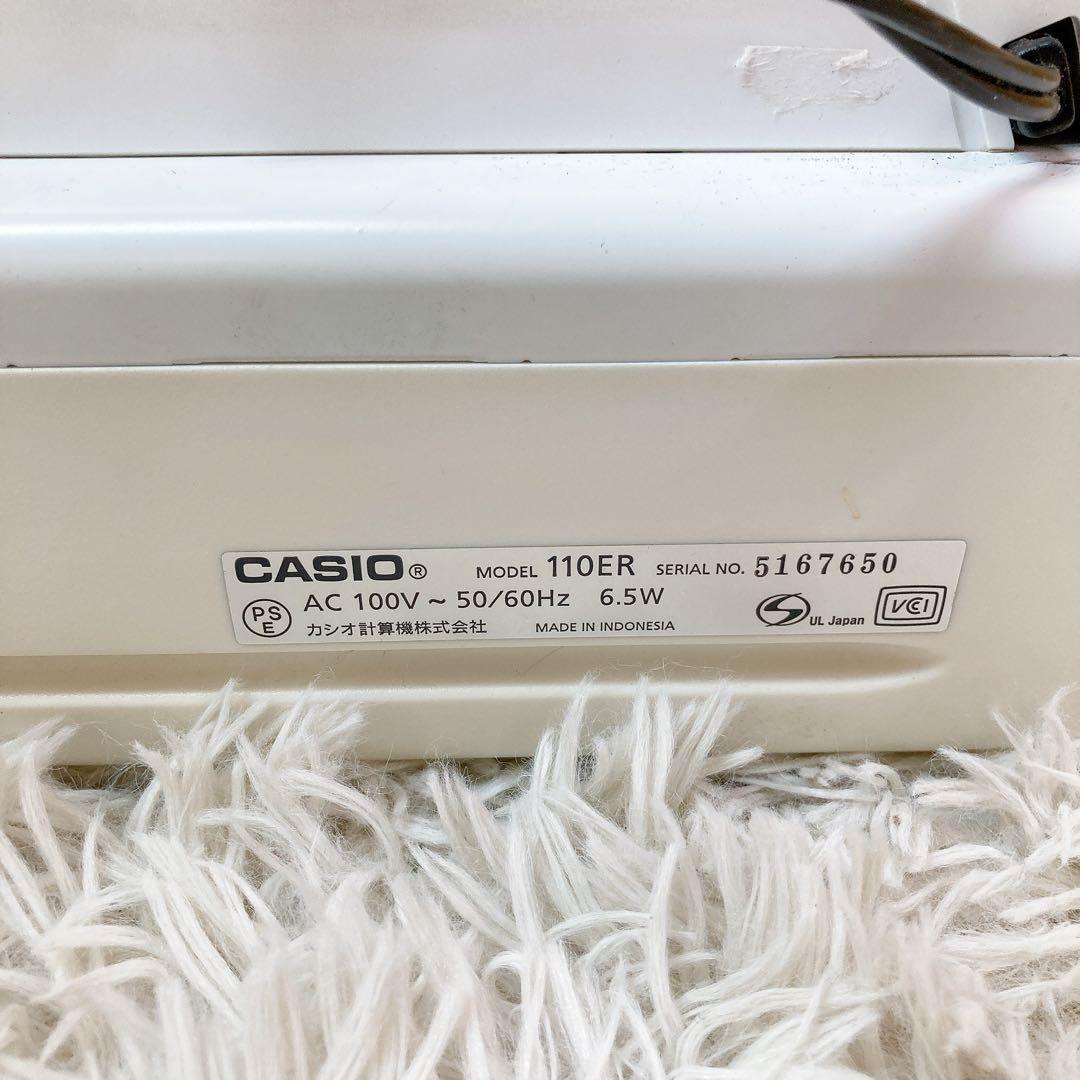 CASIO® MODEL 110ER SERIAL NO. 5167650
PSE AC 100V ~ 50/60Hz 6.5W
カシオ計算機株式会社 MADE IN INDONESIA
S UL Japan VCI